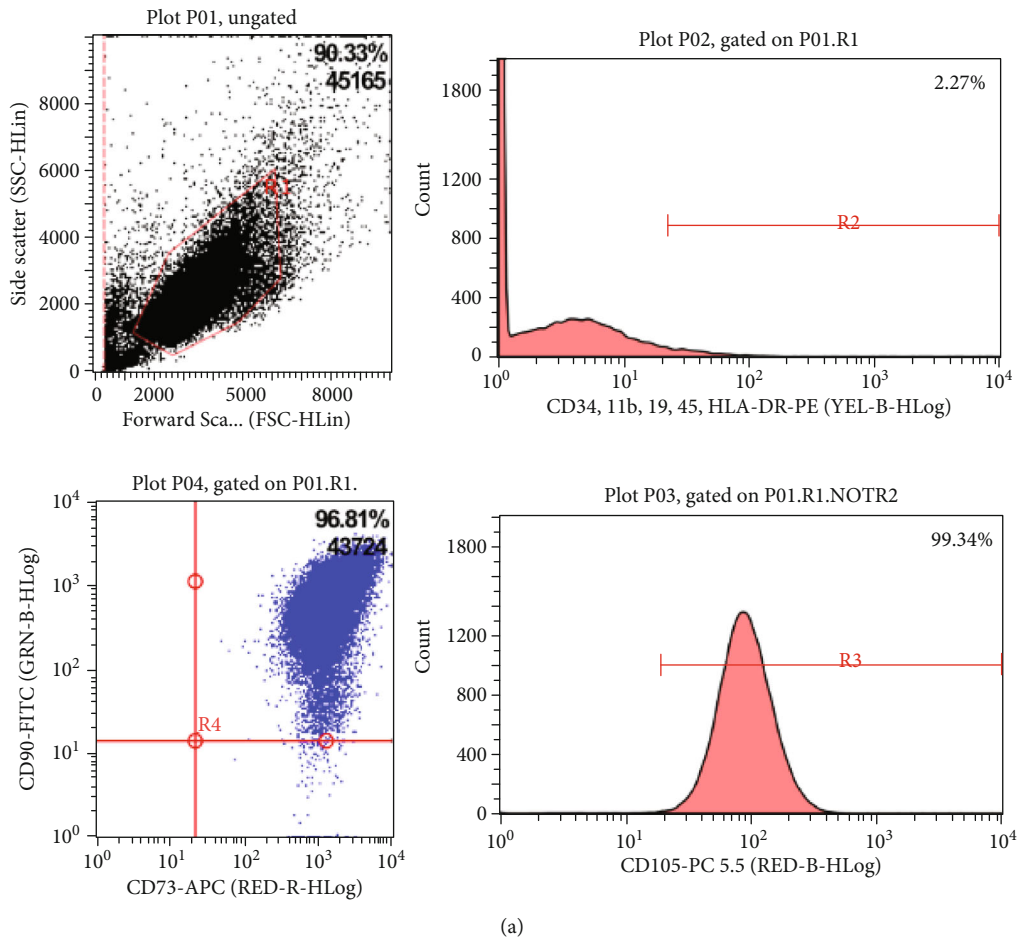 Plot P01, ungated
90.33%
45165
R1
Side scatter (SSC-HLin)
8000
6000
4000
2000
0
0 2000 5000 8000
Forward Sca... (FSC-HLin)
Plot P02, gated on P01.R1
2.27%
R2
Count
1800
1200
800
400
0
10⁰ 10¹ 10² 10³ 10⁴
CD34, 11b, 19, 45, HLA-DR-PE (YEL-B-HLog)
Plot P04, gated on P01.R1.
96.81%
43724
R4
CD90-FITC (GRN-B-HLog)
10⁴
10³
10²
10¹
10⁰
10⁰ 10¹ 10² 10³ 10⁴
CD73-APC (RED-R-HLog)
Plot P03, gated on P01.R1.NOTR2
99.34%
R3
Count
1800
1200
800
400
0
10⁰ 10¹ 10² 10³ 10⁴
CD105-PC 5.5 (RED-B-HLog)
(a)